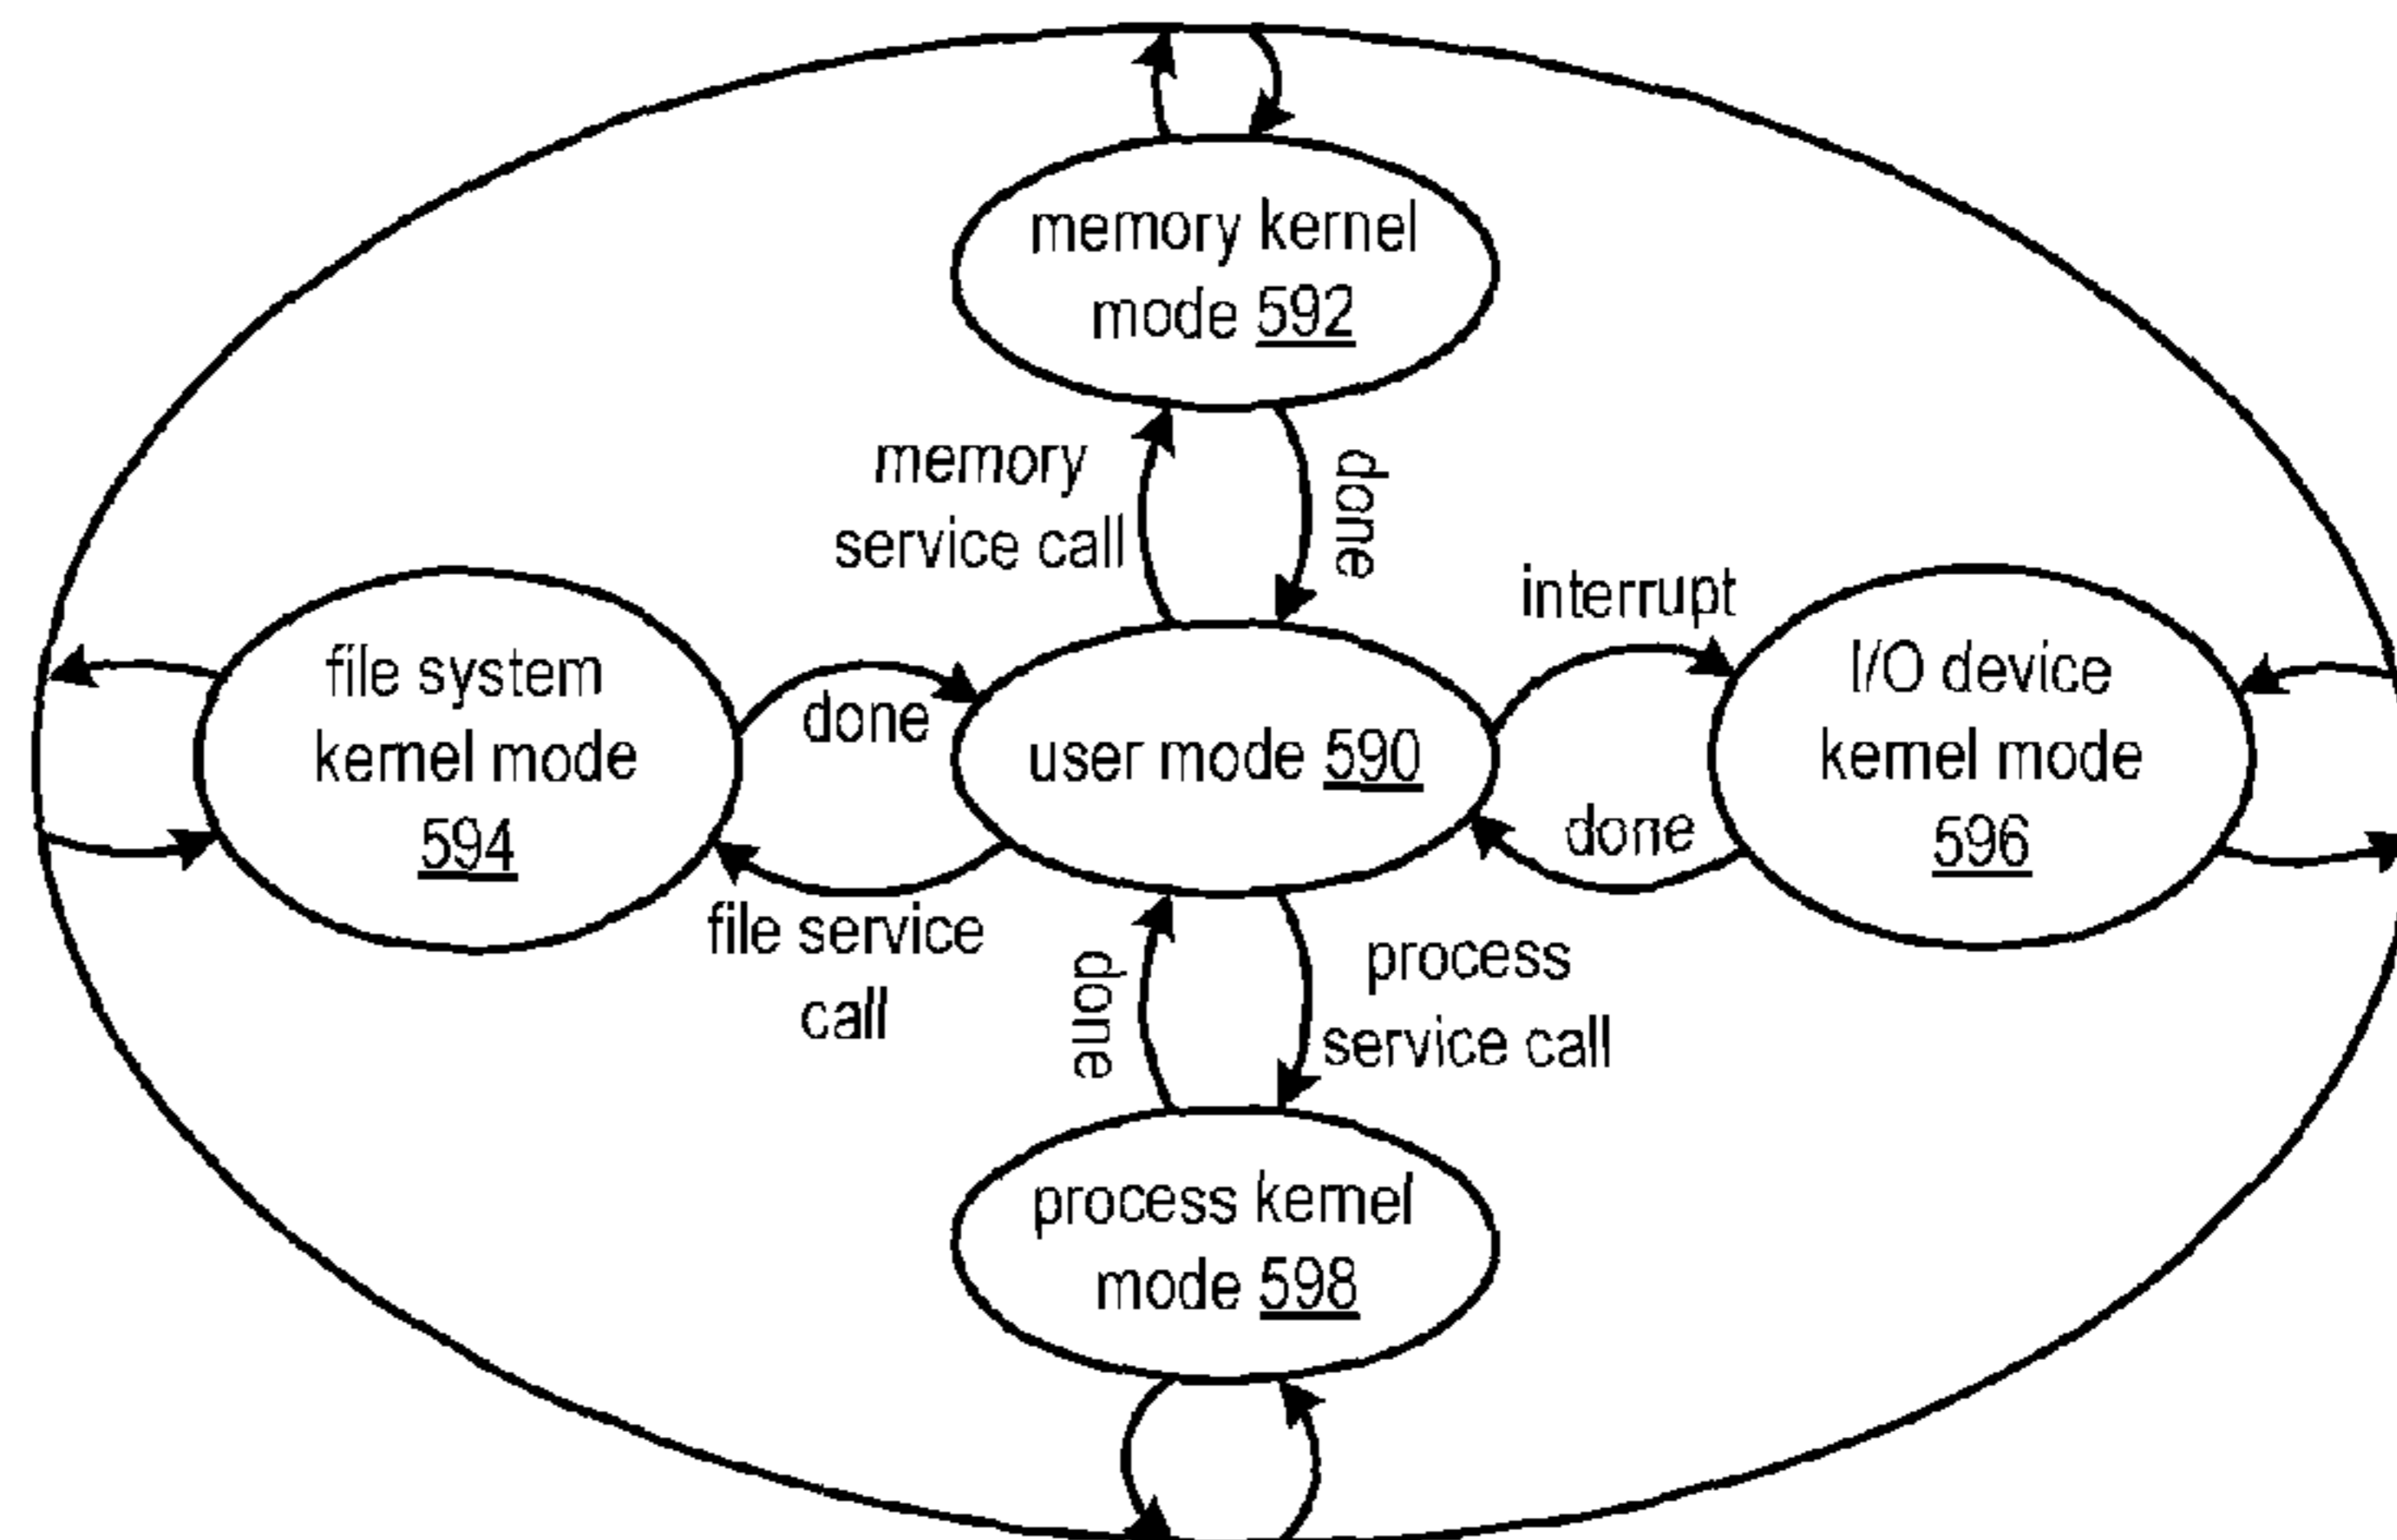 memory kernel
mode 592
memory
service call
done
interrupt
file system
kernel mode
594
done
user mode 590
I/O device
kernel mode
596
done
file service
call
done
process
service call
process kernel
mode 598